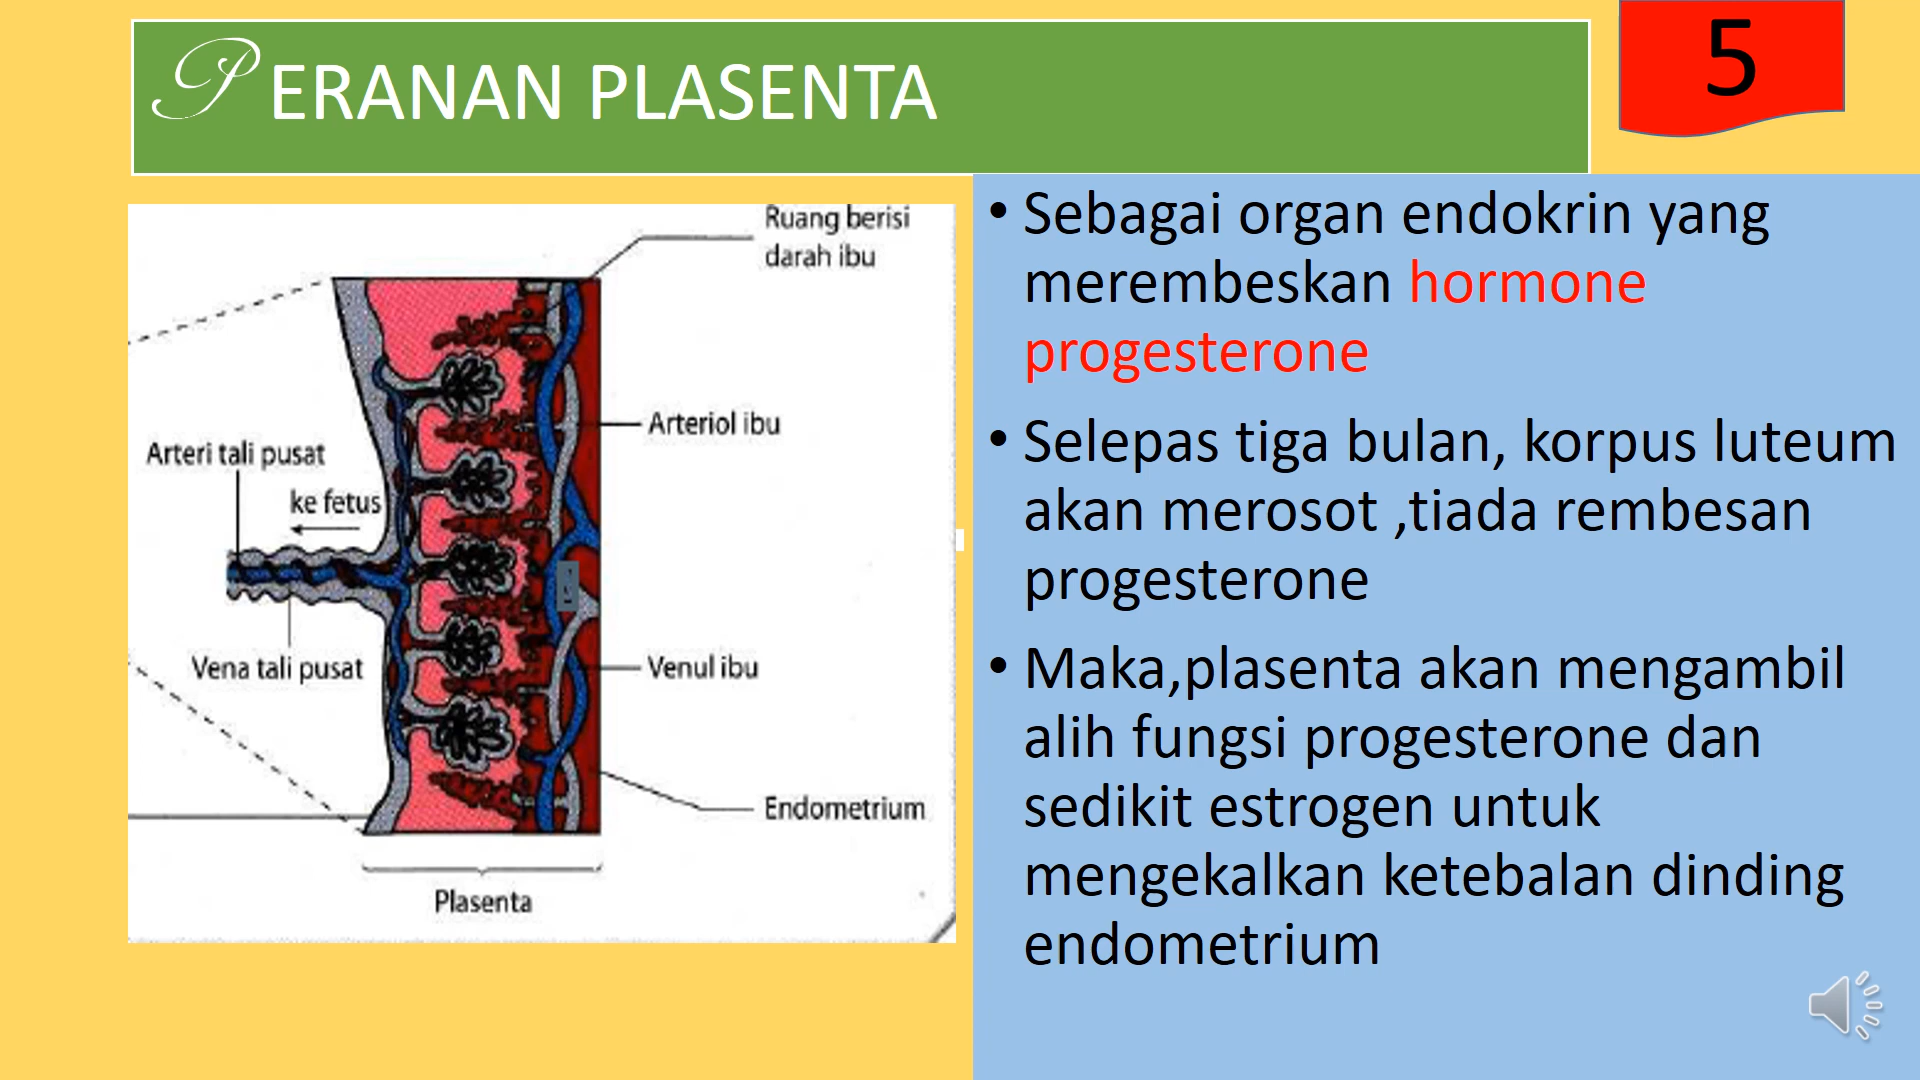 PERANAN PLASENTA
5
Ruang berisi
darah ibu
Arteriol ibu
Arteri tali pusat
ke fetus
Vena tali pusat
Venul ibu
Endometrium
Plasenta
• Sebagai organ endokrin yang
merembeskan hormone
progesterone
• Selepas tiga bulan, korpus luteum
akan merosot ,tiada rembesan
progesterone
• Maka,plasenta akan mengambil
alih fungsi progesterone dan
sedikit estrogen untuk
mengekalkan ketebalan dinding
endometrium